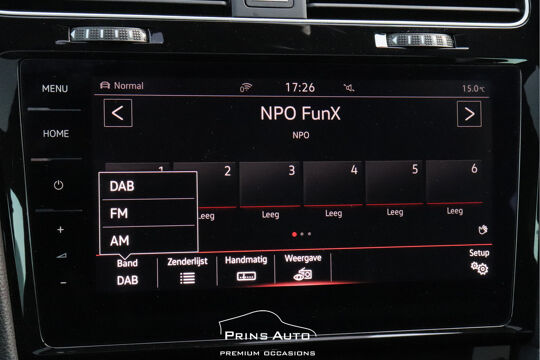 MENU
HOME
Normal
0
17:26
15.0°C
NPO FunX
NPO
1
2
3
4
5
6
Leeg
Leeg
Leeg
Leeg
Leeg
DAB
FM
AM
Band
DAB
Zenderlijst
Handmatig
Weergave
Setup
PRINS AUTO
PREMIUM OCCASIONS